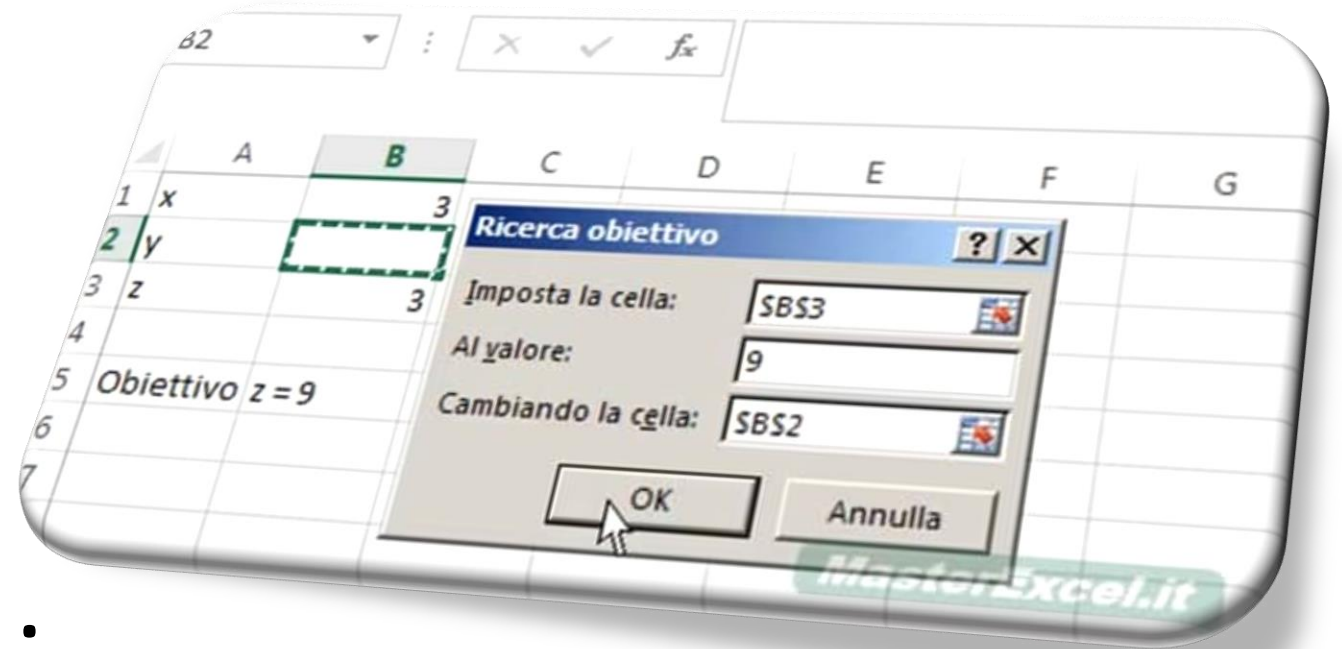 B2 fx
A B C D E F G
1 x 3
2 y
3 z 3
4
5 Obiettivo z = 9
6
7
Ricerca obiettivo ? X
Imposta la cella: $B$3
Al valore: 9
Cambiando la cella: $B$2
OK Annulla
MasterExcel.it